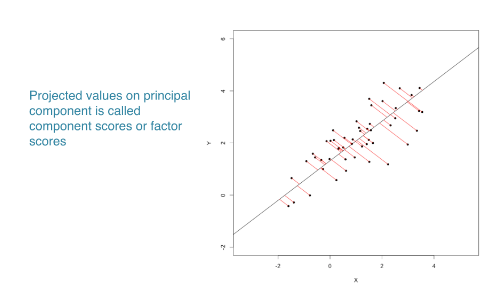 Projected values on principal
component is called
component scores or factor
scores
6
4
2
0
-2
Y
-2
0
2
4
X